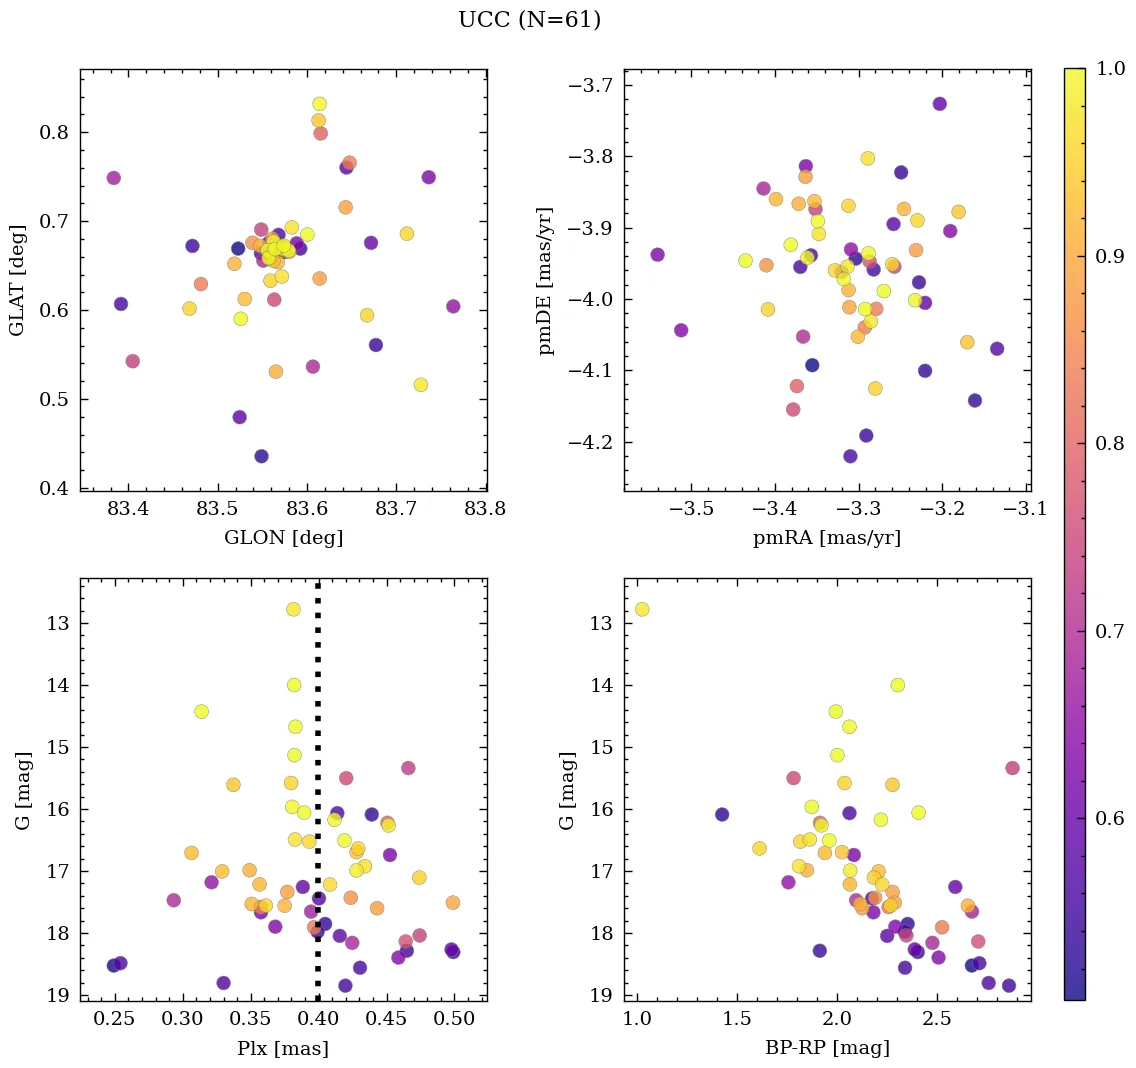 UCC (N=61)
0.8
0.7
0.6
0.5
0.4
GLAT [deg]
83.4 83.5 83.6 83.7 83.8
GLON [deg]
−3.7
−3.8
−3.9
−4.0
−4.1
−4.2
pmDE [mas/yr]
−3.5 −3.4 −3.3 −3.2 −3.1
pmRA [mas/yr]
13
14
15
16
17
18
19
G [mag]
0.25 0.30 0.35 0.40 0.45 0.50
Plx [mas]
13
14
15
16
17
18
19
G [mag]
1.0 1.5 2.0 2.5
BP-RP [mag]
1.0
0.9
0.8
0.7
0.6